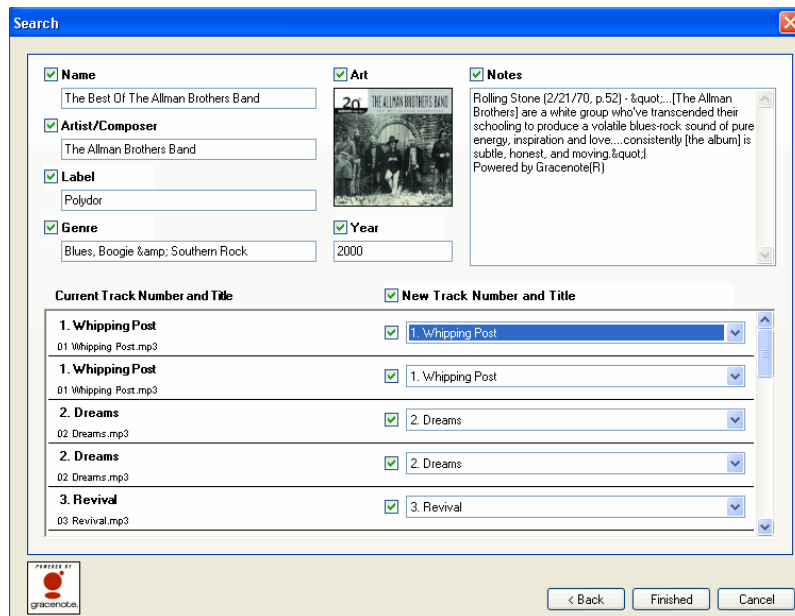 Search
Name
The Best Of The Allman Brothers Band
Artist/Composer
The Allman Brothers Band
Label
Polydor
Genre
Blues, Boogie &amp; Southern Rock
Art
20
THE ALLMAN BROTHERS BAND
Year
2000
Notes
Rolling Stone (2/21/70, p.52) - &quot;...[The Allman
Brothers] are a white group who've transcended their
schooling to produce a volatile blues-rock sound of pure
energy, inspiration and love....consistently [the album] is
subtle, honest, and moving.&quot;|
Powered by Gracenote(R)
Current Track Number and Title
New Track Number and Title
1. Whipping Post
01 Whipping Post.mp3
1. Whipping Post
1. Whipping Post
01 Whipping Post.mp3
1. Whipping Post
2. Dreams
02 Dreams.mp3
2. Dreams
2. Dreams
02 Dreams.mp3
2. Dreams
3. Revival
03 Revival.mp3
3. Revival
POWERED BY
gracenote.
< Back
Finished
Cancel